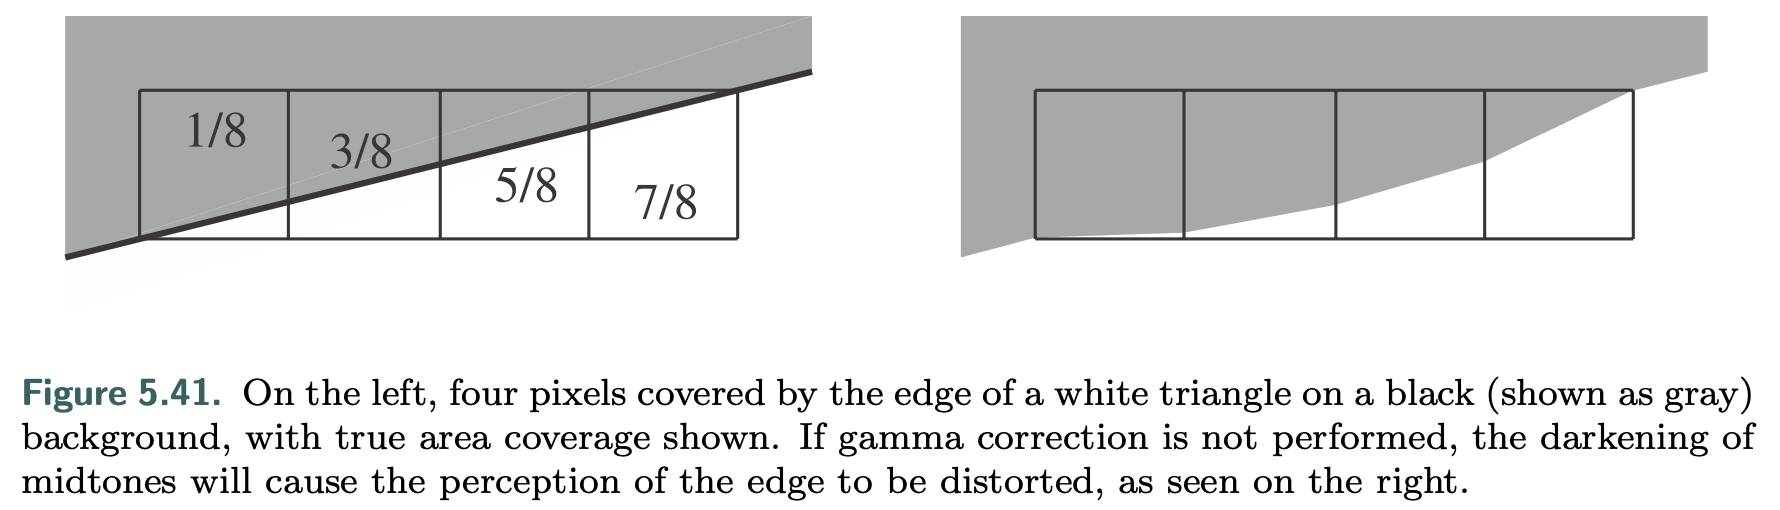 1/8
3/8
5/8
7/8
Figure 5.41. On the left, four pixels covered by the edge of a white triangle on a black (shown as gray)
background, with true area coverage shown. If gamma correction is not performed, the darkening of
midtones will cause the perception of the edge to be distorted, as seen on the right.